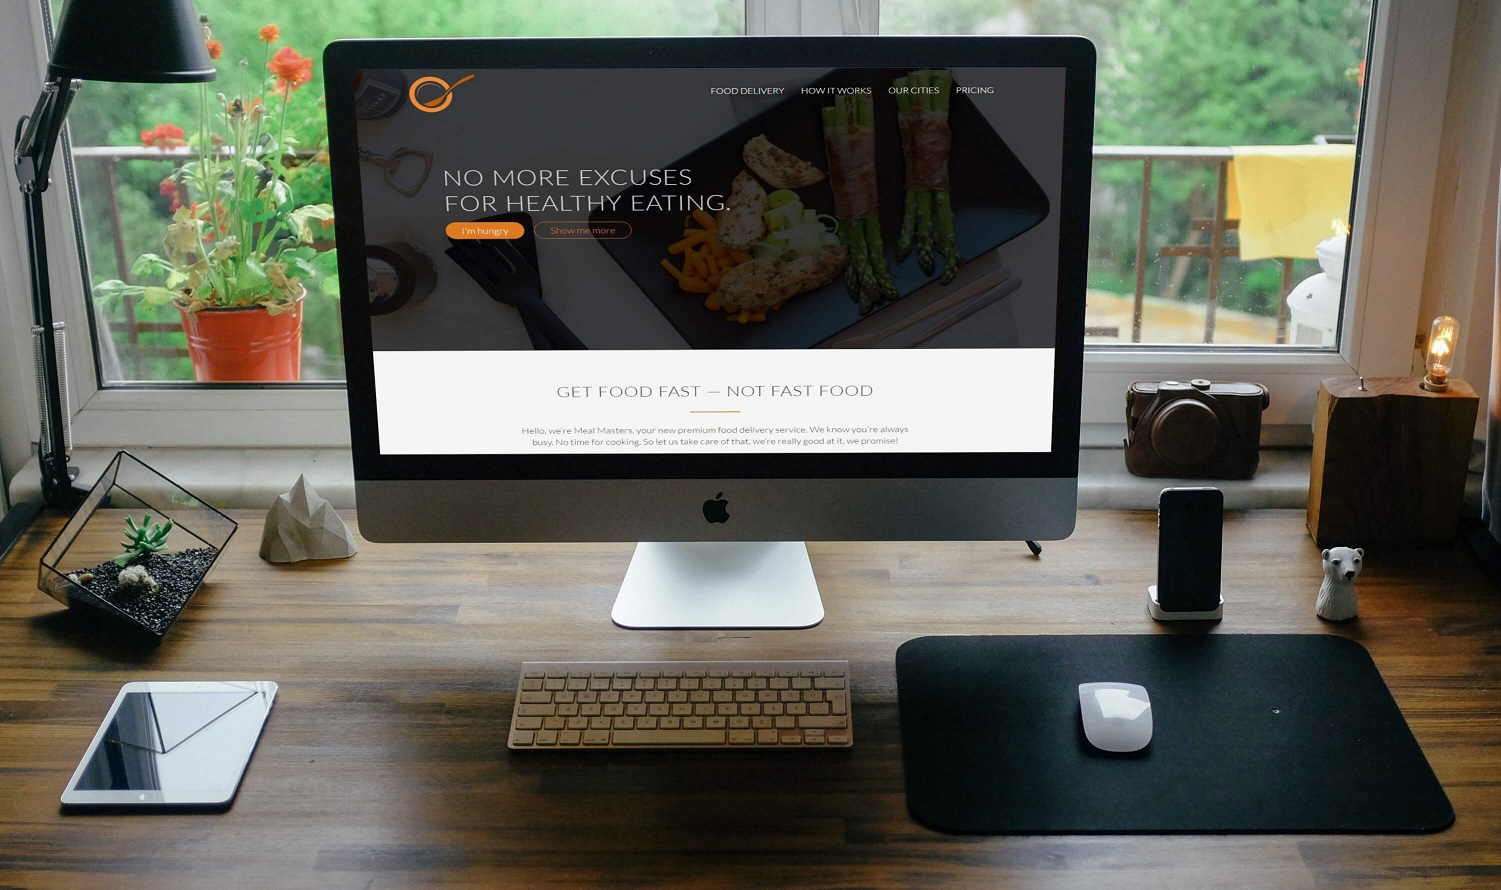 FOOD DELIVERY HOW IT WORKS OUR CITIES PRICING
NO MORE EXCUSES
FOR HEALTHY EATING.
I'm hungry Show me more
GET FOOD FAST — NOT FAST FOOD
Hello, we're Meal Masters, your new premium food delivery service. We know you're always
busy. No time for cooking. So let us take care of that, we're really good at it, we promise!